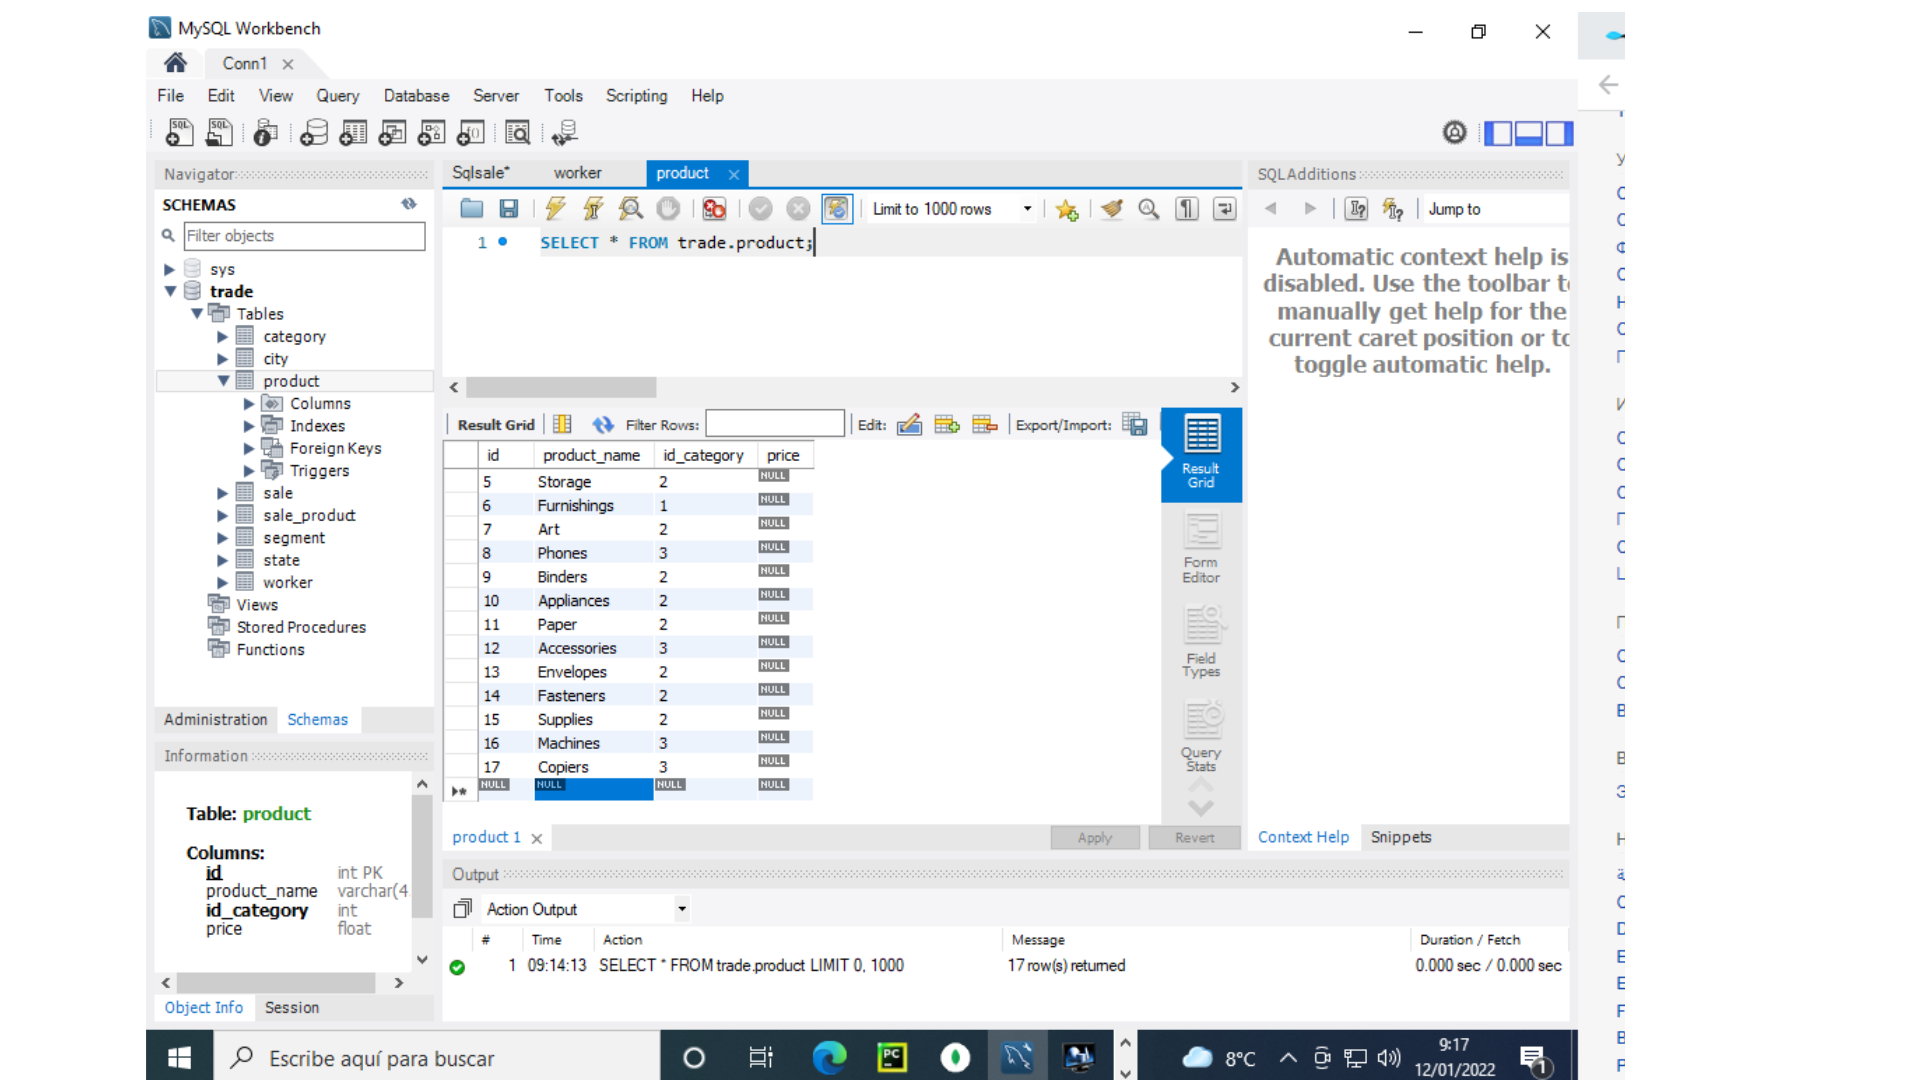 MySQL Workbench
Conn1
File Edit View Query Database Server Tools Scripting Help
Navigator
SCHEMAS
Filter objects
sys
trade
Tables
category
city
product
Columns
Indexes
Foreign Keys
Triggers
sale
sale_product
segment
state
worker
Views
Stored Procedures
Functions
Administration Schemas
Information
Table: product
Columns:
id int PK
product_name varchar(4
id_category int
price float
Object Info Session
Sqlsale* worker product
Limit to 1000 rows
1 SELECT * FROM trade.product;
Result Grid Filter Rows: Edit: Export/Import:
id product_name id_category price
5 Storage 2 NULL
6 Furnishings 1 NULL
7 Art 2 NULL
8 Phones 3 NULL
9 Binders 2 NULL
10 Appliances 2 NULL
11 Paper 2 NULL
12 Accessories 3 NULL
13 Envelopes 2 NULL
14 Fasteners 2 NULL
15 Supplies 2 NULL
16 Machines 3 NULL
17 Copiers 3 NULL
NULL NULL NULL NULL
Result
Grid
Form
Editor
Field
Types
Query
Stats
product 1 Apply Revert
SQLAdditions
Jump to
Automatic context help is
disabled. Use the toolbar t
manually get help for the
current caret position or to
toggle automatic help.
Context Help Snippets
Output
Action Output
# Time Action Message Duration / Fetch
1 09:14:13 SELECT * FROM trade.product LIMIT 0, 1000 17 row(s) returned 0.000 sec / 0.000 sec
Escribe aquí para buscar
8°C
9:17
12/01/2022
1